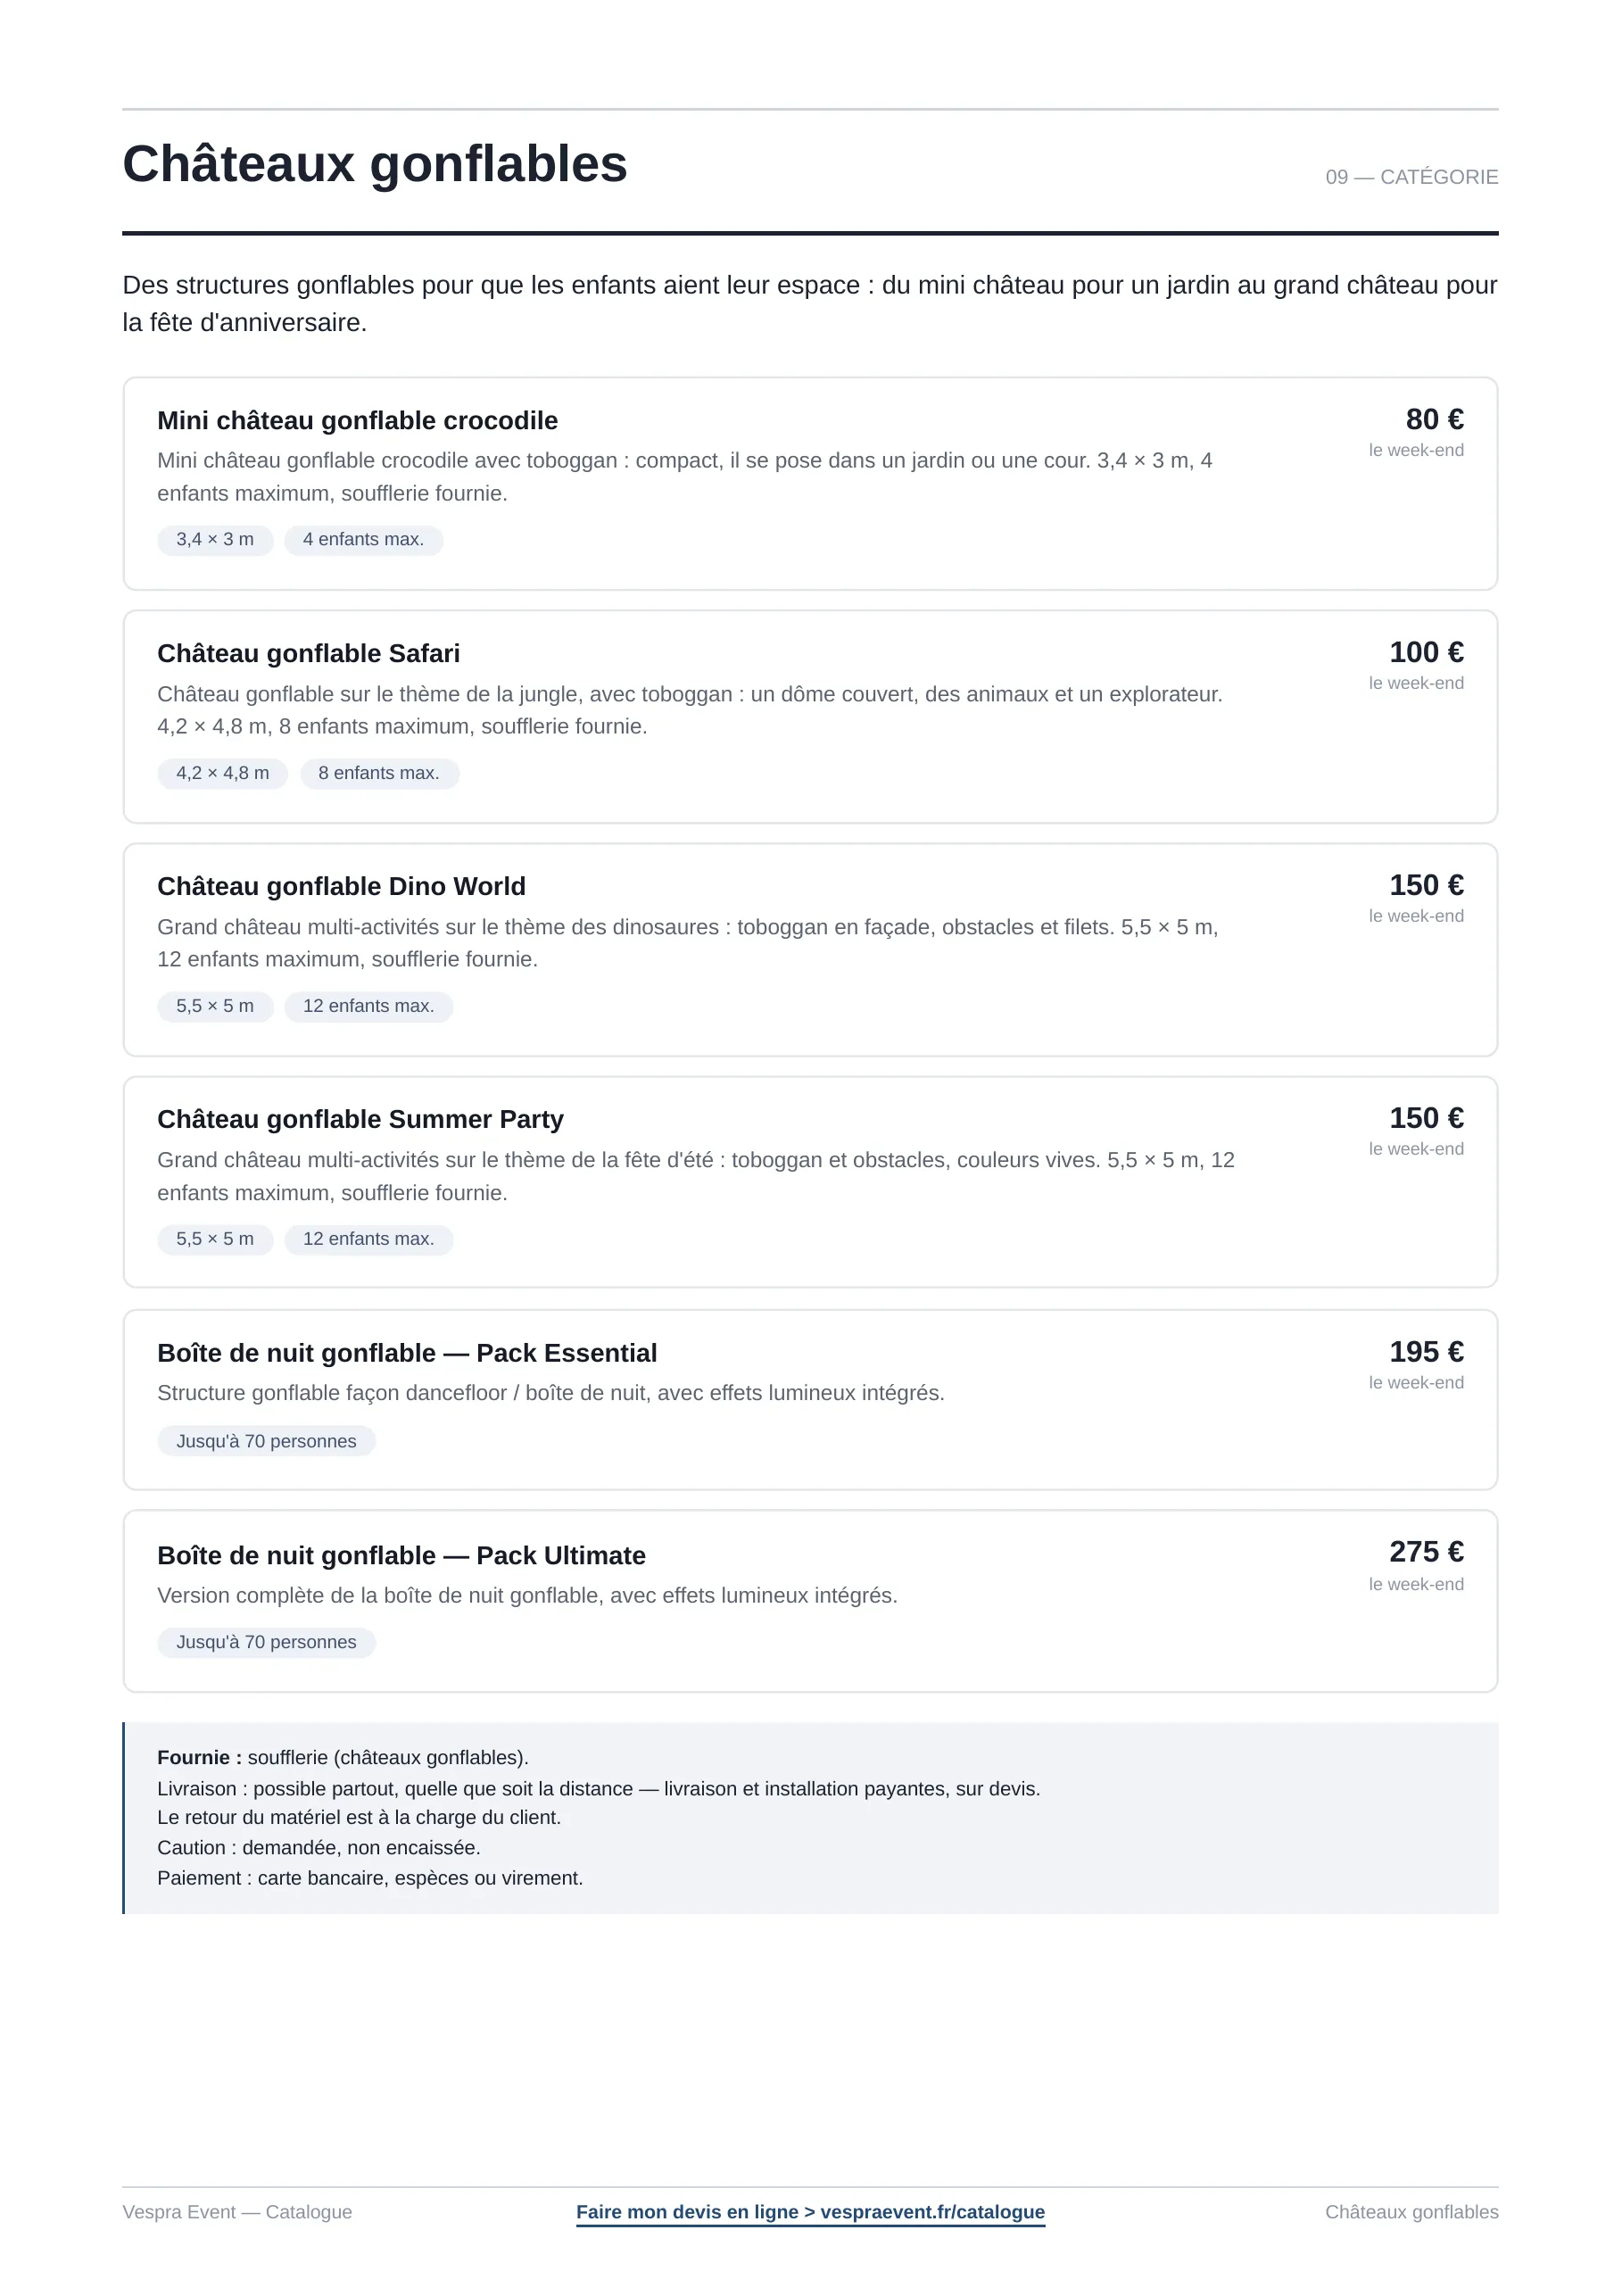 Châteaux gonflables
09 — CATÉGORIE
Des structures gonflables pour que les enfants aient leur espace : du mini château pour un jardin au grand château pour
la fête d'anniversaire.
Mini château gonflable crocodile
80 €
le week-end
Mini château gonflable crocodile avec toboggan : compact, il se pose dans un jardin ou une cour. 3,4 × 3 m, 4
enfants maximum, soufflerie fournie.
3,4 × 3 m
4 enfants max.
Château gonflable Safari
100 €
le week-end
Château gonflable sur le thème de la jungle, avec toboggan : un dôme couvert, des animaux et un explorateur.
4,2 × 4,8 m, 8 enfants maximum, soufflerie fournie.
4,2 × 4,8 m
8 enfants max.
Château gonflable Dino World
150 €
le week-end
Grand château multi-activités sur le thème des dinosaures : toboggan en façade, obstacles et filets. 5,5 × 5 m,
12 enfants maximum, soufflerie fournie.
5,5 × 5 m
12 enfants max.
Château gonflable Summer Party
150 €
le week-end
Grand château multi-activités sur le thème de la fête d'été : toboggan et obstacles, couleurs vives. 5,5 × 5 m, 12
enfants maximum, soufflerie fournie.
5,5 × 5 m
12 enfants max.
Boîte de nuit gonflable — Pack Essential
195 €
le week-end
Structure gonflable façon dancefloor / boîte de nuit, avec effets lumineux intégrés.
Jusqu'à 70 personnes
Boîte de nuit gonflable — Pack Ultimate
275 €
le week-end
Version complète de la boîte de nuit gonflable, avec effets lumineux intégrés.
Jusqu'à 70 personnes
Fournie : soufflerie (châteaux gonflables).
Livraison : possible partout, quelle que soit la distance — livraison et installation payantes, sur devis.
Le retour du matériel est à la charge du client.
Caution : demandée, non encaissée.
Paiement : carte bancaire, espèces ou virement.
Vespra Event — Catalogue
Faire mon devis en ligne > vespraevent.fr/catalogue
Châteaux gonflables